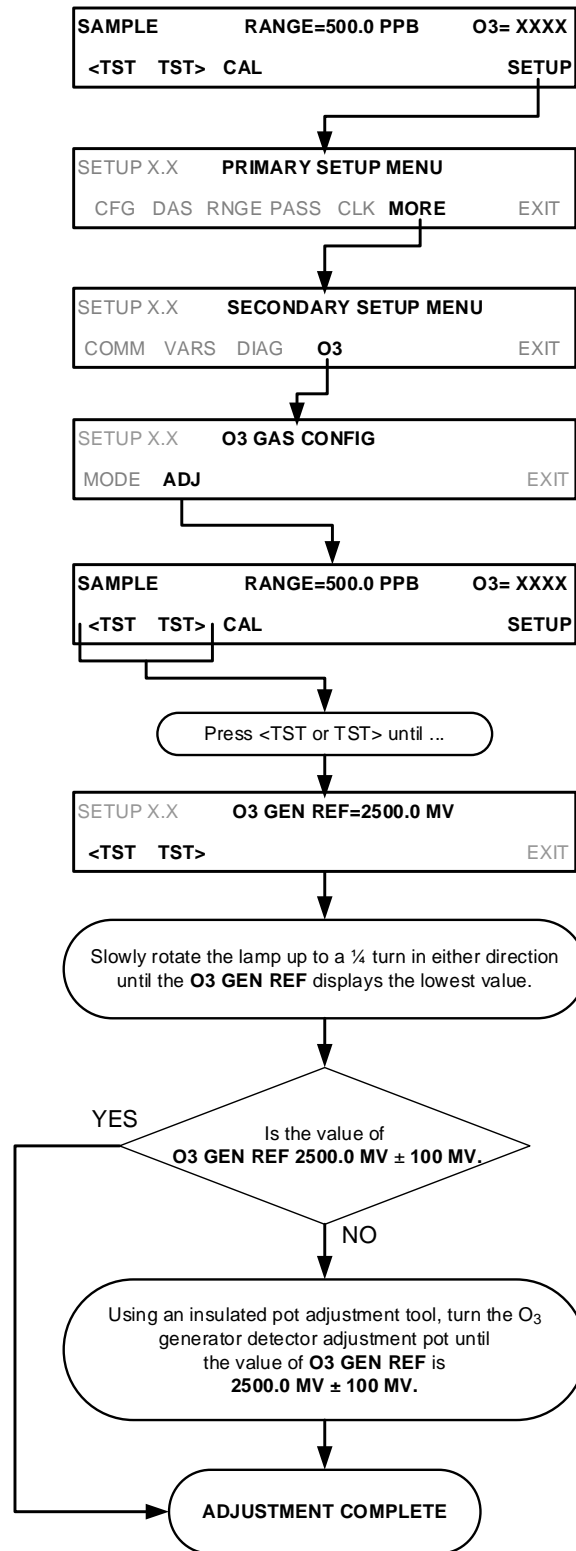 SAMPLE RANGE=500.0 PPB O3= XXXX
<TST TST> CAL SETUP
SETUP X.X PRIMARY SETUP MENU
CFG DAS RNGE PASS CLK MORE EXIT
SETUP X.X SECONDARY SETUP MENU
COMM VARS DIAG O3 EXIT
SETUP X.X O3 GAS CONFIG
MODE ADJ EXIT
SAMPLE RANGE=500.0 PPB O3= XXXX
<TST TST> CAL SETUP
Press <TST or TST> until ...
SETUP X.X O3 GEN REF=2500.0 MV
<TST TST> EXIT
Slowly rotate the lamp up to a ¼ turn in either direction
until the O3 GEN REF displays the lowest value.
YES
Is the value of
O3 GEN REF 2500.0 MV ± 100 MV.
NO
Using an insulated pot adjustment tool, turn the O₃
generator detector adjustment pot until
the value of O3 GEN REF is
2500.0 MV ± 100 MV.
ADJUSTMENT COMPLETE